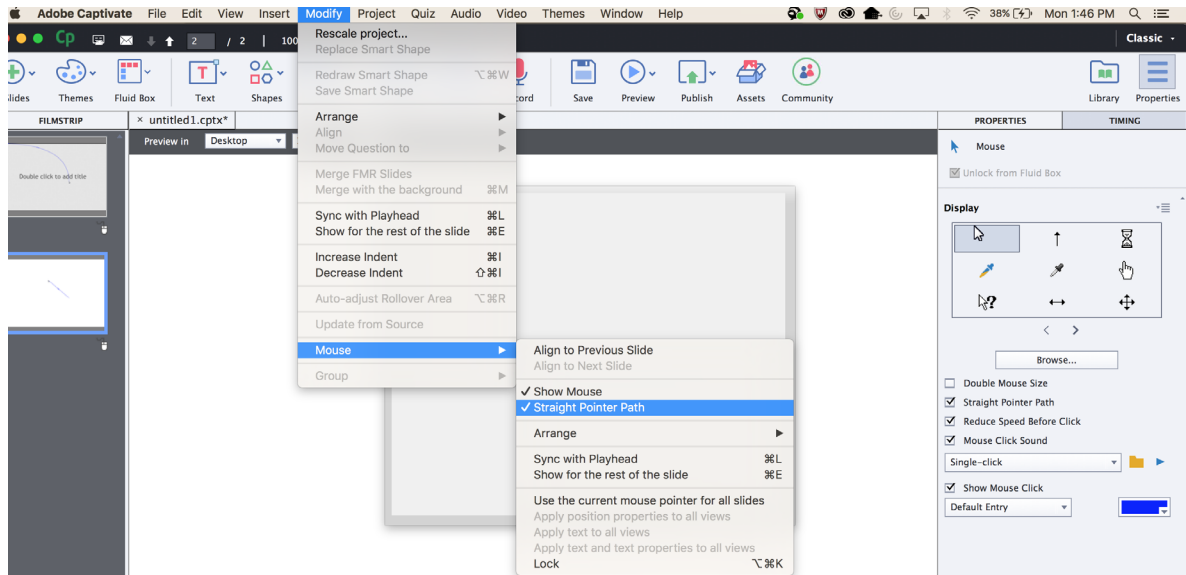 Adobe Captivate File Edit View Insert Modify Project Quiz Audio Video Themes Window Help 38% Mon 1:46 PM
Cp 2 / 2 | 100 Classic
Themes Fluid Box Text Shapes Save Preview Publish Assets Community Library Properties
FILMSTRIP × untitled1.cptx* PROPERTIES TIMING
Preview in Desktop
Double click to add title
Rescale project...
Replace Smart Shape
Redraw Smart Shape ⌥⌘W
Save Smart Shape
Arrange ▶
Align ▶
Move Question to ▶
Merge FMR Slides
Merge with the background ⌘M
Sync with Playhead ⌘L
Show for the rest of the slide ⌘E
Increase Indent ⌘I
Decrease Indent ⇧⌘I
Auto-adjust Rollover Area ⌥⌘R
Update from Source
Mouse ▶
Group ▶
Align to Previous Slide
Align to Next Slide
✓ Show Mouse
✓ Straight Pointer Path
Arrange ▶
Sync with Playhead ⌘L
Show for the rest of the slide ⌘E
Use the current mouse pointer for all slides
Apply position properties to all views
Apply text to all views
Apply text and text properties to all views
Lock ⌥⌘K
Mouse
Unlock from Fluid Box
Display
Browse...
Double Mouse Size
Straight Pointer Path
Reduce Speed Before Click
Mouse Click Sound
Single-click
Show Mouse Click
Default Entry